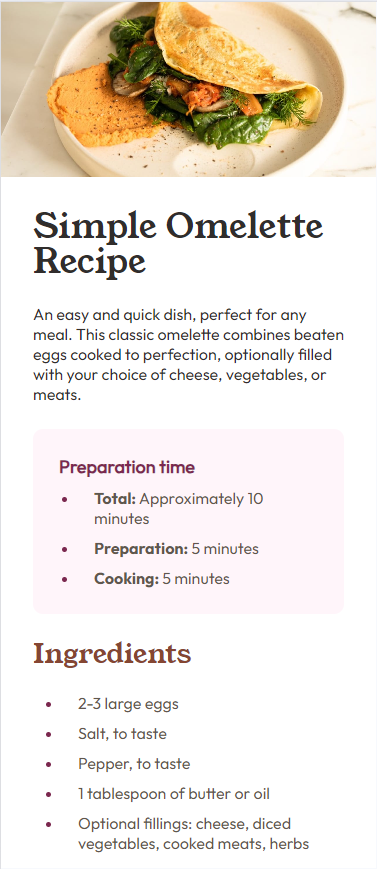 Simple Omelette
Recipe
An easy and quick dish, perfect for any
meal. This classic omelette combines beaten
eggs cooked to perfection, optionally filled
with your choice of cheese, vegetables, or
meats.
Preparation time
• Total: Approximately 10
minutes
• Preparation: 5 minutes
• Cooking: 5 minutes
Ingredients
• 2-3 large eggs
• Salt, to taste
• Pepper, to taste
• 1 tablespoon of butter or oil
• Optional fillings: cheese, diced
vegetables, cooked meats, herbs